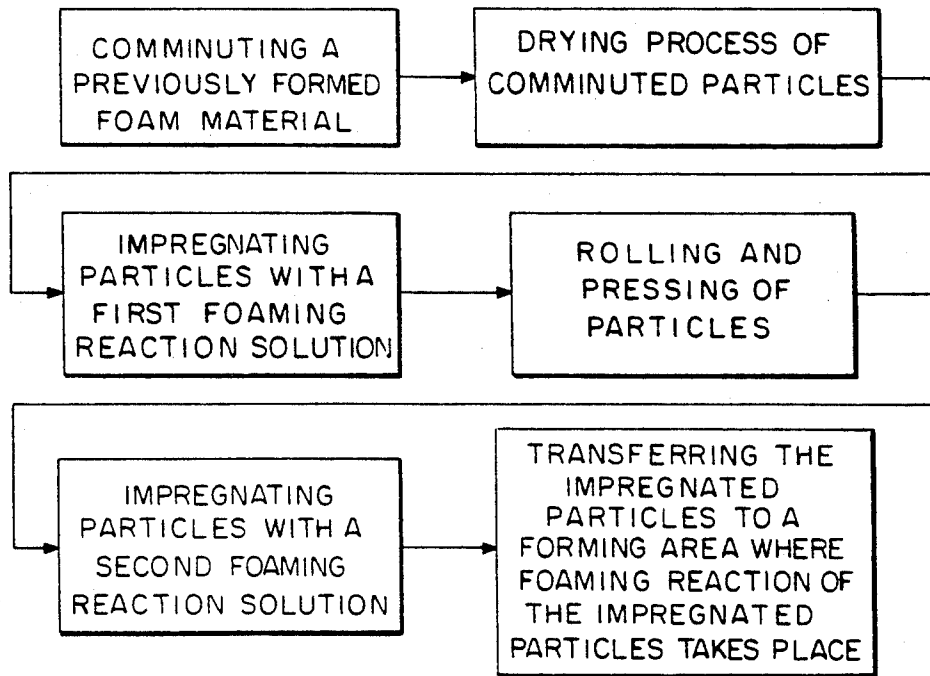 COMMINUTING A
PREVIOUSLY FORMED
FOAM MATERIAL
DRYING PROCESS OF
COMMINUTED PARTICLES
IMPREGNATING
PARTICLES WITH A
FIRST FOAMING
REACTION SOLUTION
ROLLING AND
PRESSING OF
PARTICLES
IMPREGNATING
PARTICLES WITH A
SECOND FOAMING
REACTION SOLUTION
TRANSFERRING THE
IMPREGNATED
PARTICLES TO A
FORMING AREA WHERE
FOAMING REACTION OF
THE IMPREGNATED
PARTICLES TAKES PLACE